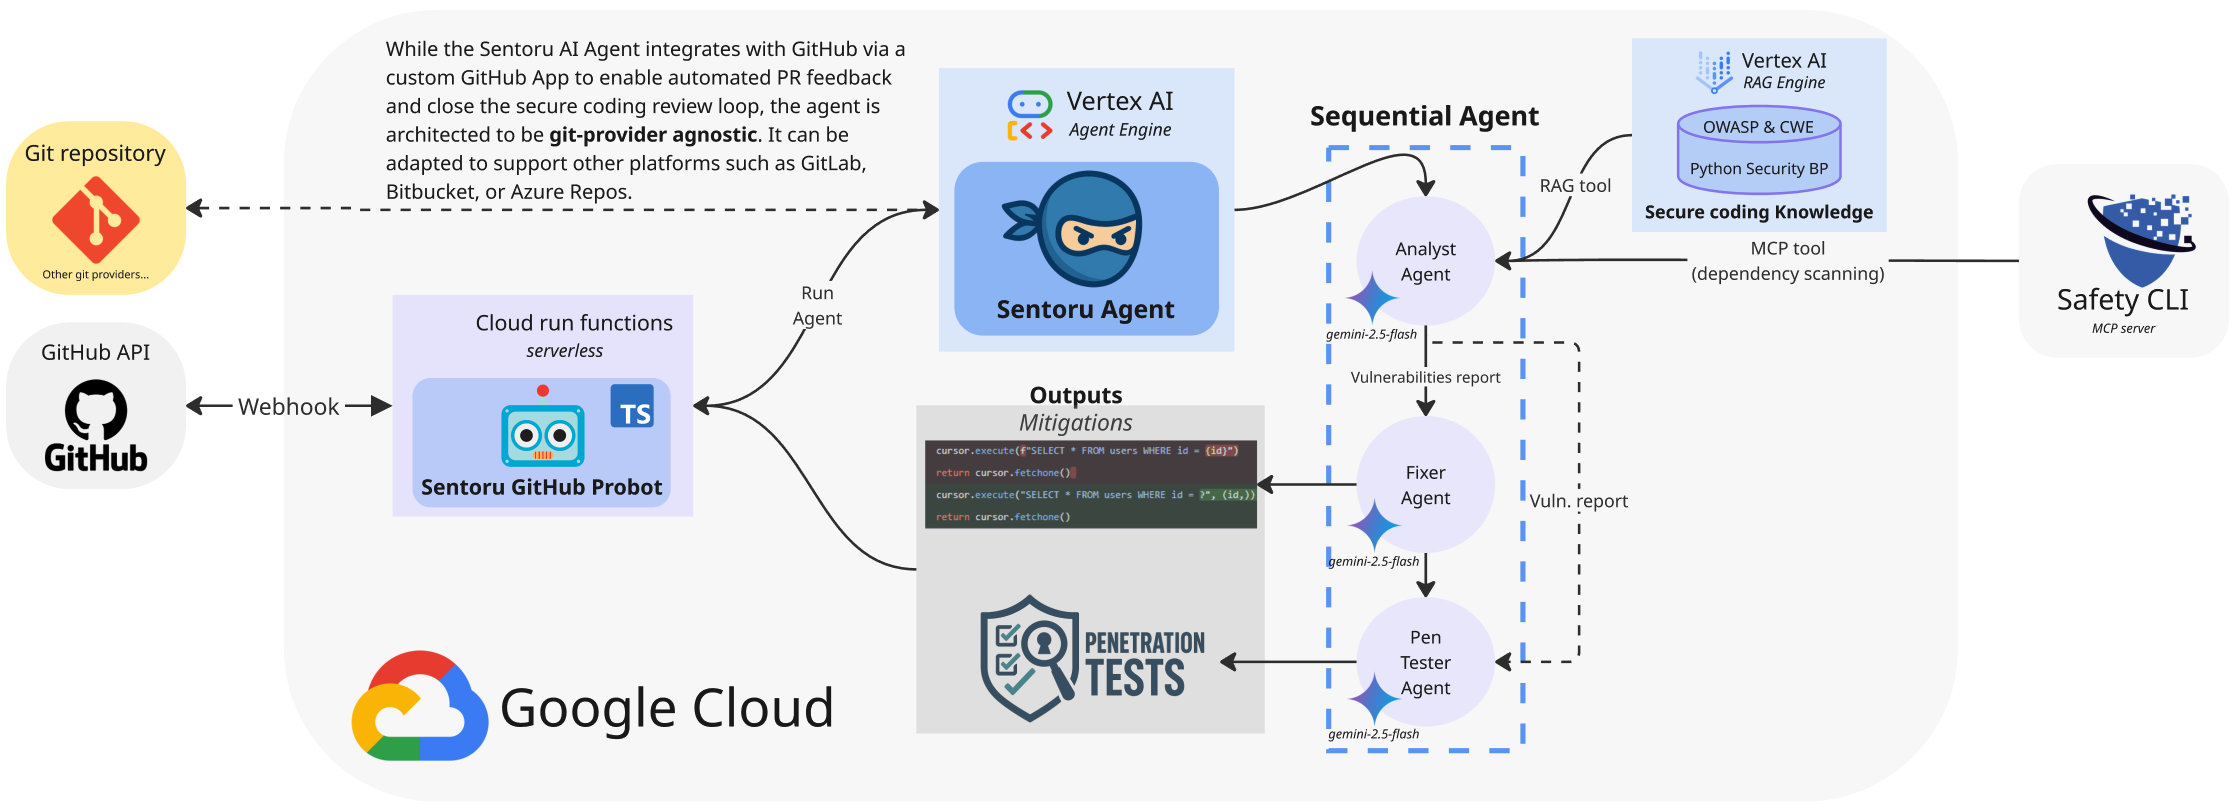 While the Sentoru AI Agent integrates with GitHub via a
custom GitHub App to enable automated PR feedback
and close the secure coding review loop, the agent is
architected to be git-provider agnostic. It can be
adapted to support other platforms such as GitLab,
Bitbucket, or Azure Repos.
Git repository
Other git providers...
GitHub API
GitHub
Webhook
Cloud run functions
serverless
TS
Sentoru GitHub Probot
Run
Agent
Vertex AI
Agent Engine
Sentoru Agent
Sequential Agent
Analyst
Agent
gemini-2.5-flash
Vulnerabilities report
Fixer
Agent
gemini-2.5-flash
Pen
Tester
Agent
gemini-2.5-flash
Vuln. report
RAG tool
Vertex AI
RAG Engine
OWASP & CWE
Python Security BP
Secure coding Knowledge
MCP tool
(dependency scanning)
Safety CLI
MCP server
Outputs
Mitigations
cursor.execute(f"SELECT * FROM users WHERE id = {id}")
return cursor.fetchone()
cursor.execute("SELECT * FROM users WHERE id = ?", (id,))
return cursor.fetchone()
PENETRATION
TESTS
Google Cloud